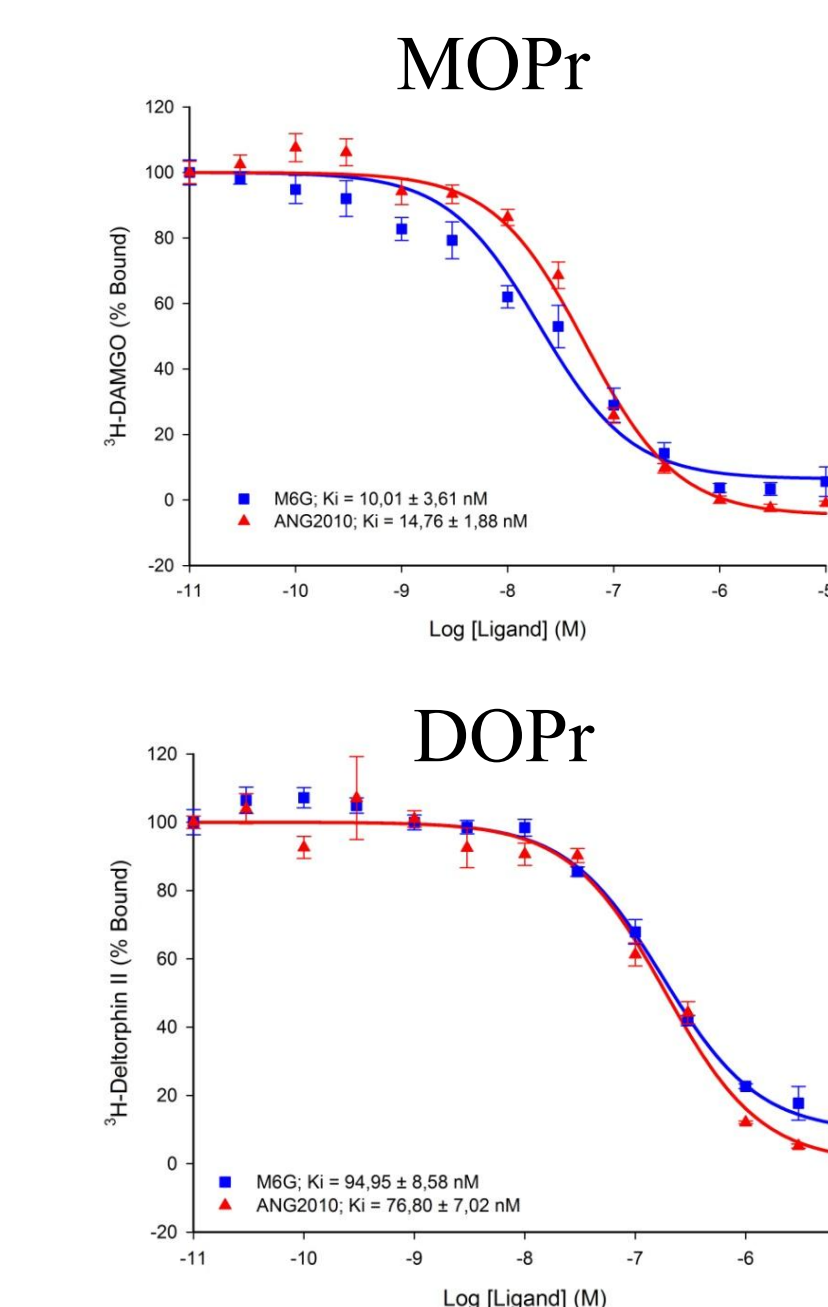 MOPr
120
100
80
60
40
20
0
-20
³H-DAMGO (% Bound)
M6G; Ki = 10,01 ± 3,61 nM
ANG2010; Ki = 14,76 ± 1,88 nM
-11 -10 -9 -8 -7 -6 -5
Log [Ligand] (M)
DOPr
120
100
80
60
40
20
0
-20
³H-Deltorphin II (% Bound)
M6G; Ki = 94,95 ± 8,58 nM
ANG2010; Ki = 76,80 ± 7,02 nM
-11 -10 -9 -8 -7 -6
Log [Ligand] (M)